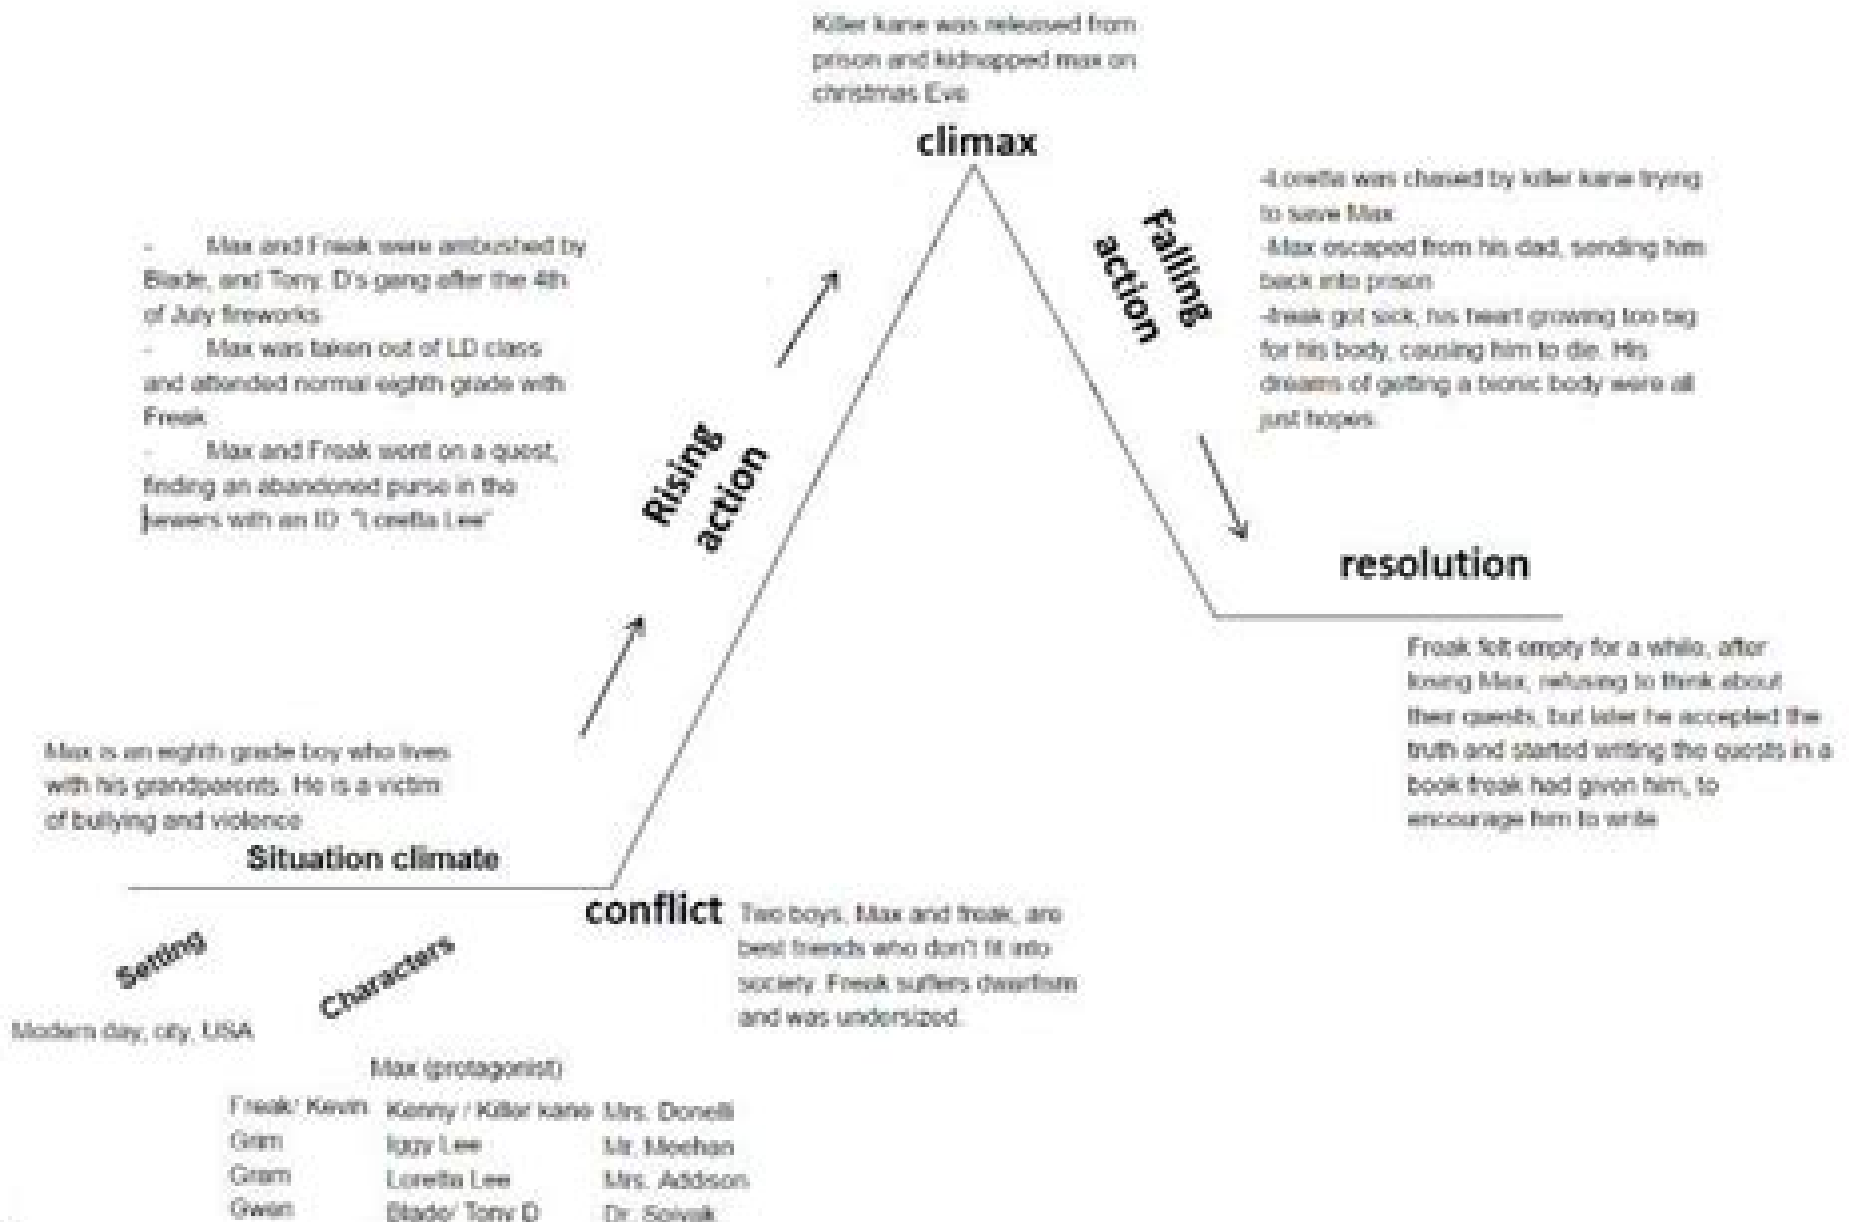 Killer kane was released from
prison and kidnapped max on
christmas Eve
climax
-Loretta was chased by killer kane trying
to save Max
-Max escaped from his dad, sending him
back into prison
-freak got sick, his heart growing too big
for his body, causing him to die. His
dreams of getting a bionic body were all
just hopes.
Falling
action
- Max and Freak were ambushed by
Blade, and Tony. D's gang after the 4th
of July fireworks
- Max was taken out of LD class
and attended normal eighth grade with
Freak
- Max and Freak went on a quest,
finding an abandoned purse in the
sewers with an ID "Loretta Lee"
Rising
action
resolution
Freak felt empty for a while, after
losing Max, refusing to think about
their quests, but later he accepted the
truth and started writing the quests in a
book freak had given him, to
encourage him to write
Max is an eighth grade boy who lives
with his grandparents. He is a victim
of bullying and violence
Situation climate
conflict
Two boys, Max and freak, are
best friends who don't fit into
society. Freak suffers dwarfism
and was undersized.
Setting
Characters
Modern day, city, USA
Max (protagonist)
Freak/ Kevin Kenny / Killer kane Mrs. Donelli
Grim Iggy Lee Mr. Meehan
Gram Loretta Lee Mrs. Addison
Gwen Blade/ Tony D Dr. Spivak